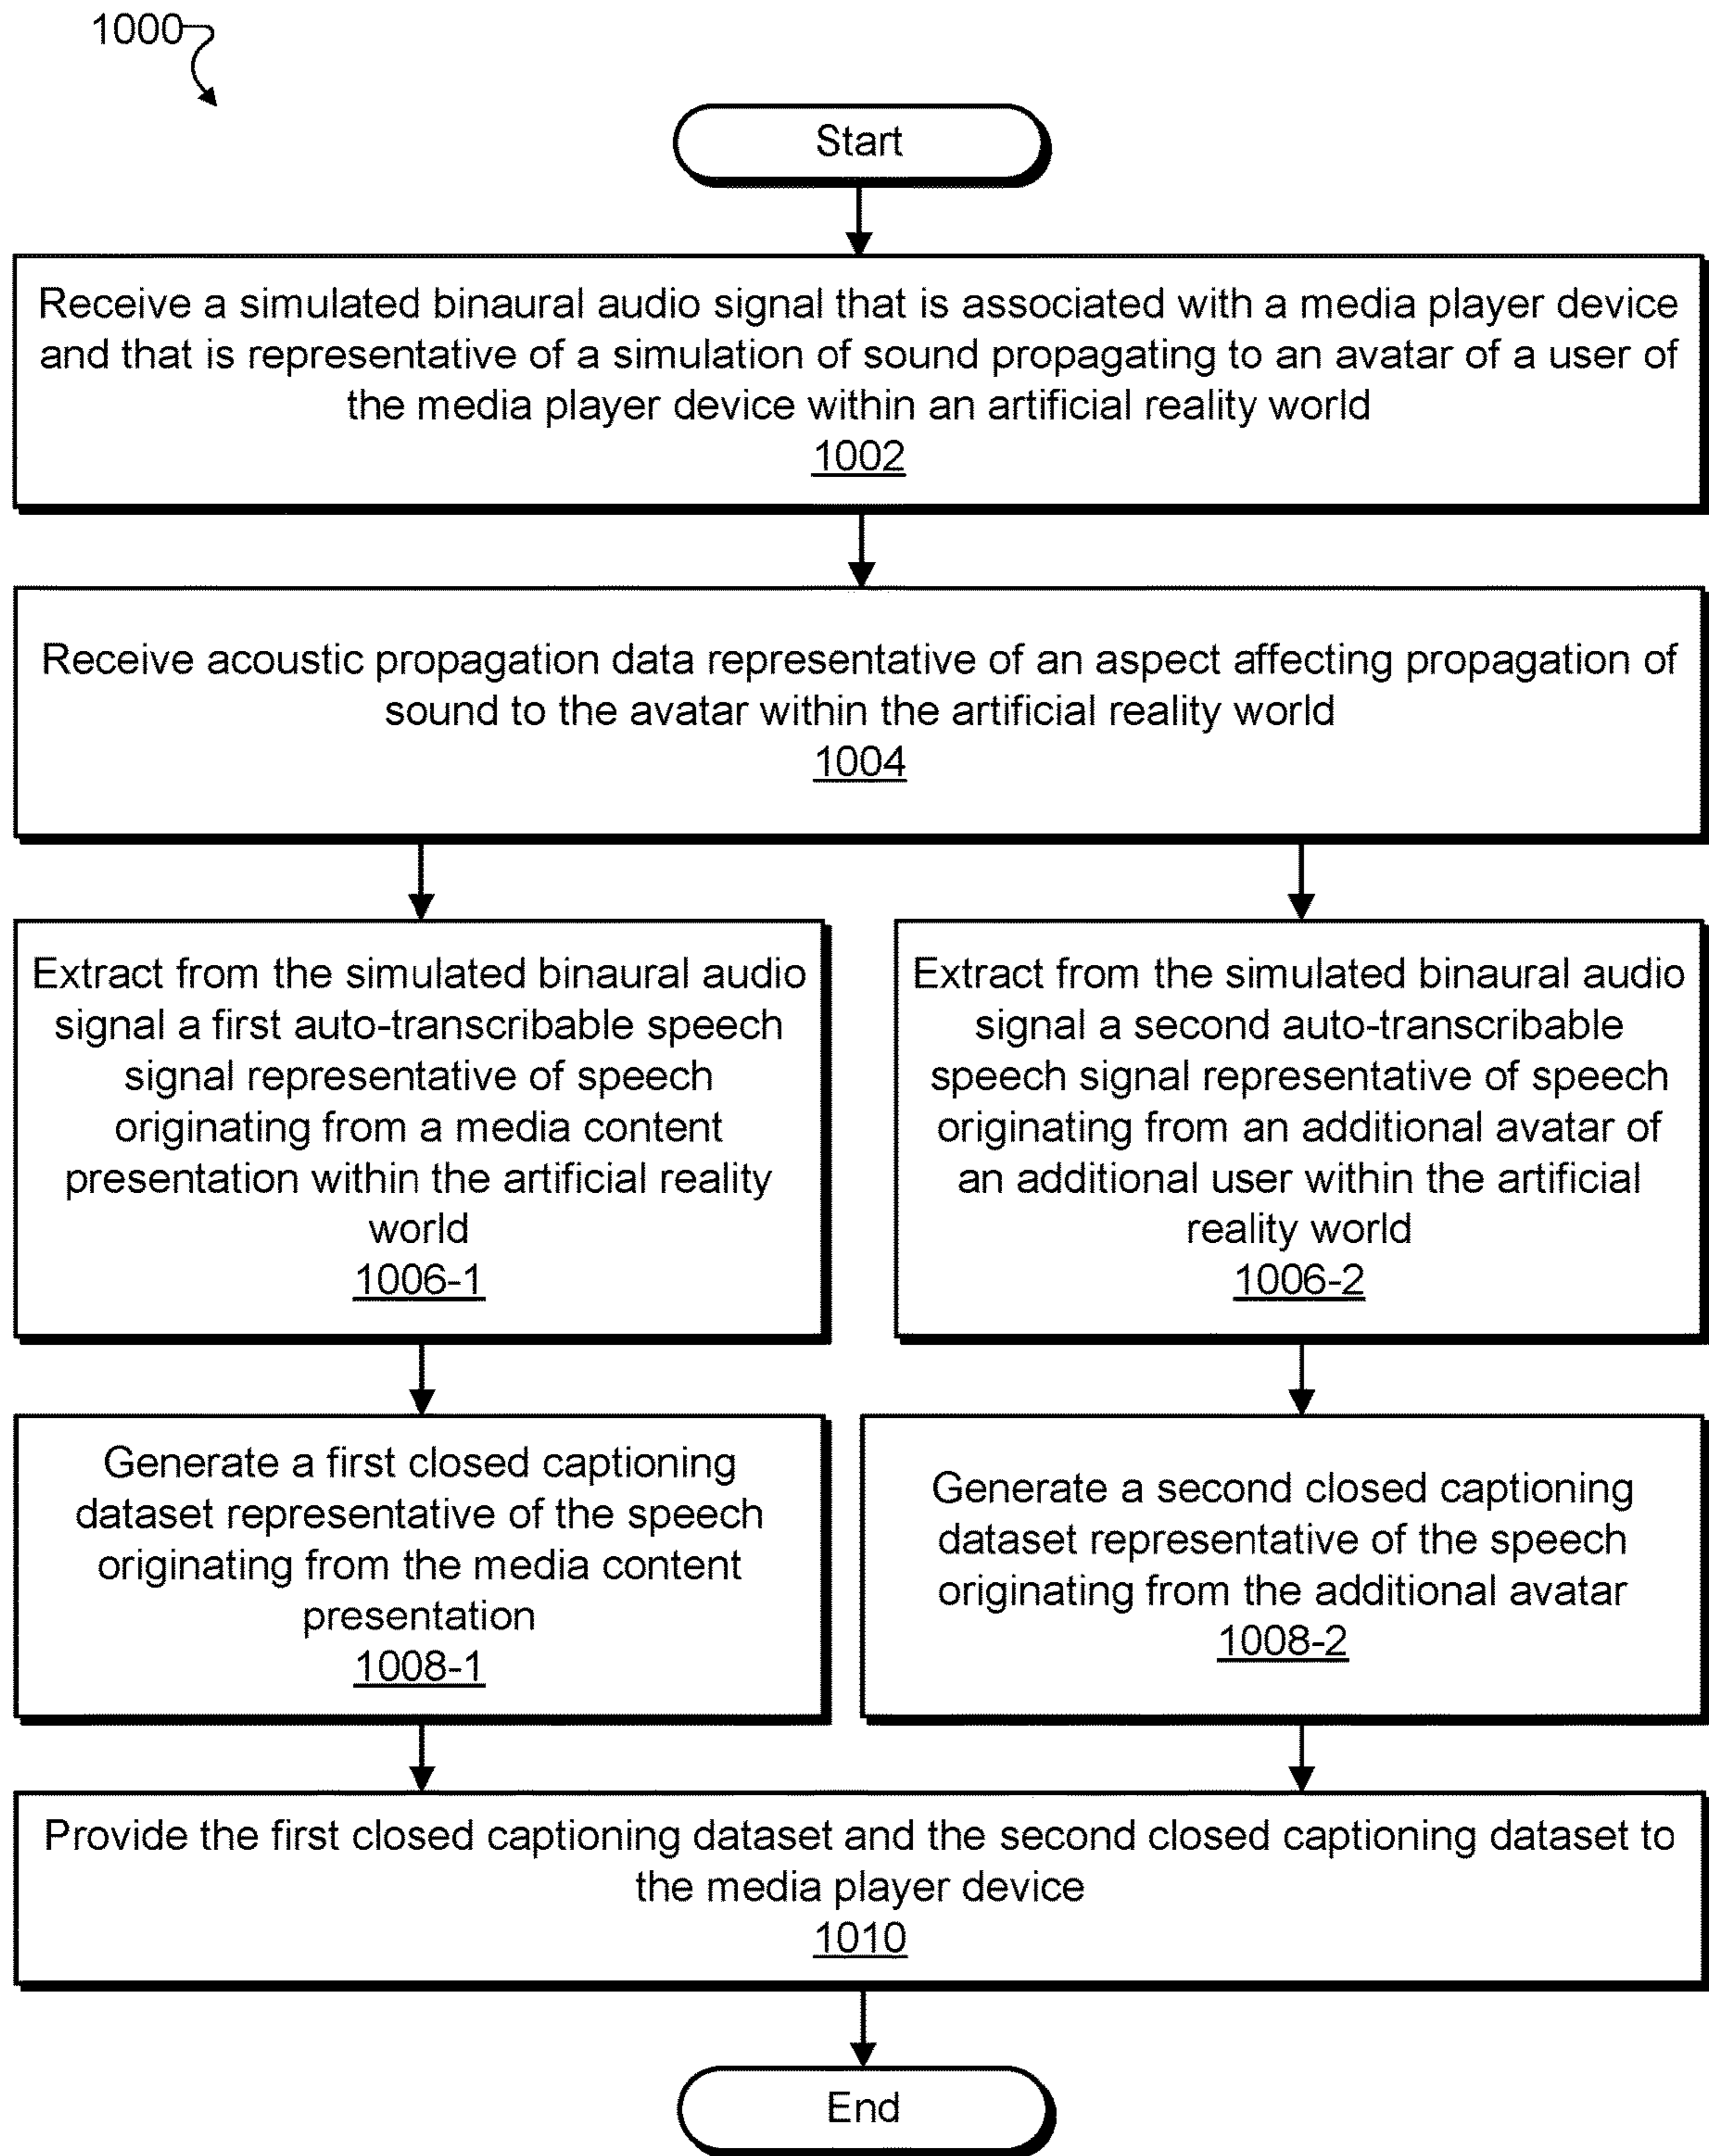 1000
Start
Receive a simulated binaural audio signal that is associated with a media player device
and that is representative of a simulation of sound propagating to an avatar of a user of
the media player device within an artificial reality world
1002
Receive acoustic propagation data representative of an aspect affecting propagation of
sound to the avatar within the artificial reality world
1004
Extract from the simulated binaural audio
signal a first auto-transcribable speech
signal representative of speech
originating from a media content
presentation within the artificial reality
world
1006-1
Extract from the simulated binaural audio
signal a second auto-transcribable
speech signal representative of speech
originating from an additional avatar of
an additional user within the artificial
reality world
1006-2
Generate a first closed captioning
dataset representative of the speech
originating from the media content
presentation
1008-1
Generate a second closed captioning
dataset representative of the speech
originating from the additional avatar
1008-2
Provide the first closed captioning dataset and the second closed captioning dataset to
the media player device
1010
End